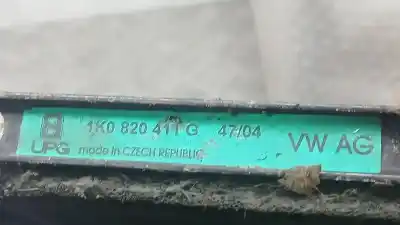 1K0 820 411 G 47/04
UPG made in CZECH REPUBLIC VW AG